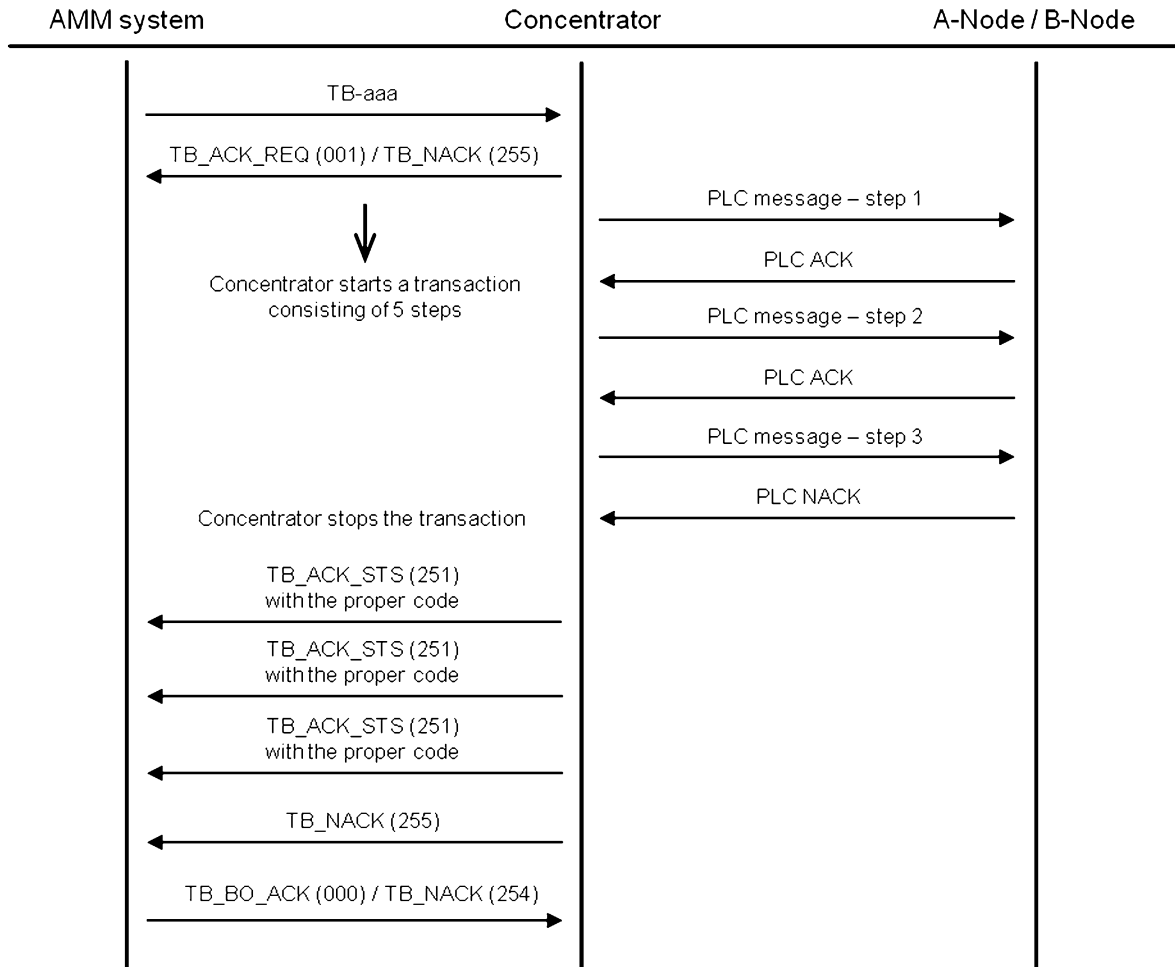 AMM system
Concentrator
A-Node / B-Node
TB-aaa
TB_ACK_REQ (001) / TB_NACK (255)
PLC message – step 1
Concentrator starts a transaction
consisting of 5 steps
PLC ACK
PLC message – step 2
PLC ACK
PLC message – step 3
PLC NACK
Concentrator stops the transaction
TB_ACK_STS (251)
with the proper code
TB_ACK_STS (251)
with the proper code
TB_ACK_STS (251)
with the proper code
TB_NACK (255)
TB_BO_ACK (000) / TB_NACK (254)